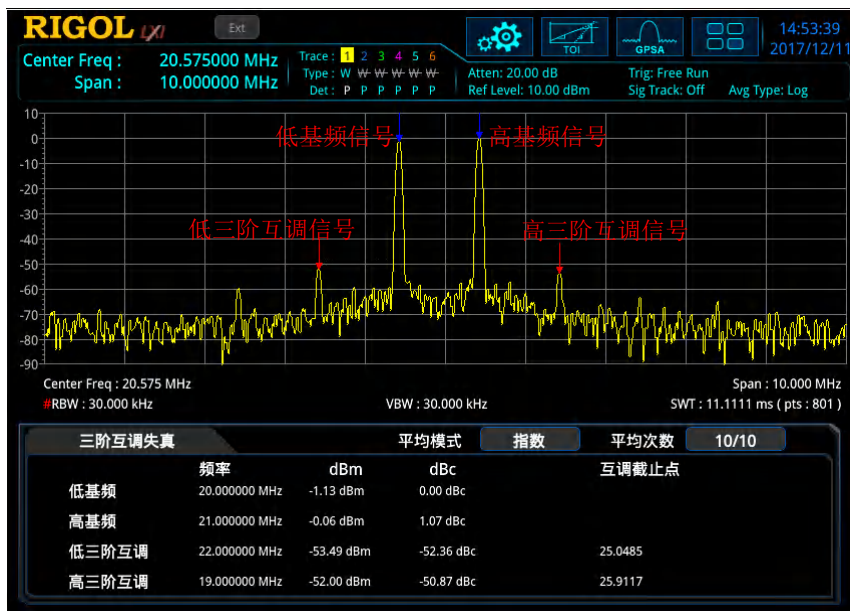 RIGOL LXI Ext TOI GPSA 14:53:39
2017/12/11
Center Freq : 20.575000 MHz
Span : 10.000000 MHz
Trace : 1 2 3 4 5 6
Type : W W W W W W
Det : P P P P P P
Atten: 20.00 dB Trig: Free Run
Ref Level: 10.00 dBm Sig Track: Off Avg Type: Log
10
0
-10
-20
-30
-40
-50
-60
-70
-80
-90
低基频信号 高基频信号
低三阶互调信号 高三阶互调信号
Center Freq : 20.575 MHz Span : 10.000 MHz
#RBW : 30.000 kHz VBW : 30.000 kHz SWT : 11.1111 ms ( pts : 801 )
三阶互调失真 平均模式 指数 平均次数 10/10
频率 dBm dBc 互调截止点
低基频 20.000000 MHz -1.13 dBm 0.00 dBc
高基频 21.000000 MHz -0.06 dBm 1.07 dBc
低三阶互调 22.000000 MHz -53.49 dBm -52.36 dBc 25.0485
高三阶互调 19.000000 MHz -52.00 dBm -50.87 dBc 25.9117